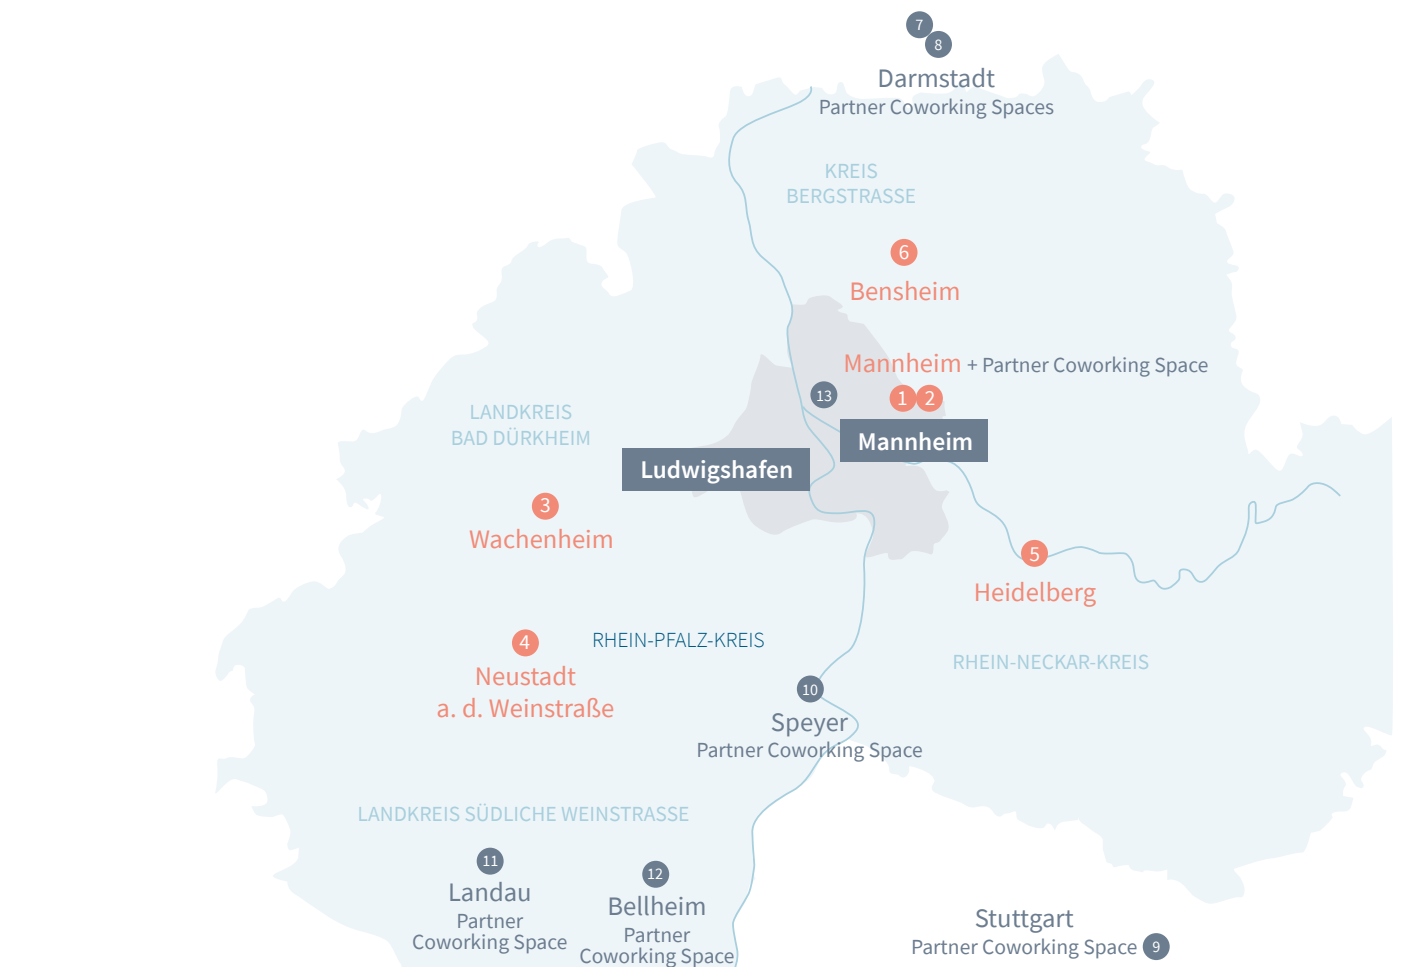 7
8
Darmstadt
Partner Coworking Spaces
KREIS
BERGSTRASSE
6
Bensheim
Mannheim + Partner Coworking Space
13
1 2
Mannheim
LANDKREIS
BAD DÜRKHEIM
Ludwigshafen
3
Wachenheim
5
Heidelberg
4
Neustadt
a. d. Weinstraße
RHEIN-PFALZ-KREIS
RHEIN-NECKAR-KREIS
10
Speyer
Partner Coworking Space
LANDKREIS SÜDLICHE WEINSTRASSE
11
Landau
Partner
Coworking Space
12
Bellheim
Partner
Coworking Space
Stuttgart
Partner Coworking Space 9